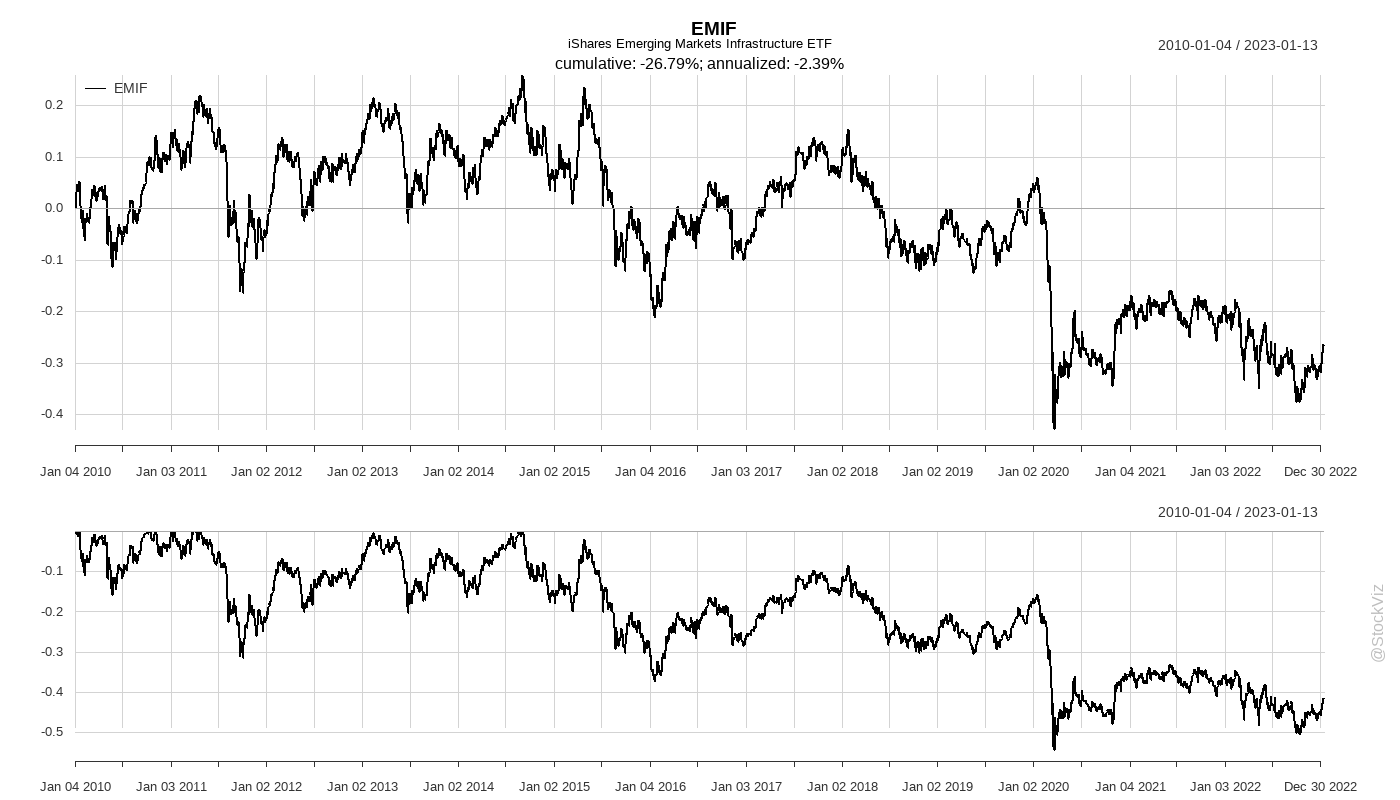 EMIF
iShares Emerging Markets Infrastructure ETF
2010-01-04 / 2023-01-13
cumulative: -26.79%; annualized: -2.39%
EMIF
0.2
0.1
0.0
-0.1
-0.2
-0.3
-0.4
Jan 04 2010 Jan 03 2011 Jan 02 2012 Jan 02 2013 Jan 02 2014 Jan 02 2015 Jan 04 2016 Jan 03 2017 Jan 02 2018 Jan 02 2019 Jan 02 2020 Jan 04 2021 Jan 03 2022 Dec 30 2022
2010-01-04 / 2023-01-13
-0.1
-0.2
-0.3
-0.4
-0.5
Jan 04 2010 Jan 03 2011 Jan 02 2012 Jan 02 2013 Jan 02 2014 Jan 02 2015 Jan 04 2016 Jan 03 2017 Jan 02 2018 Jan 02 2019 Jan 02 2020 Jan 04 2021 Jan 03 2022 Dec 30 2022
@StockViz